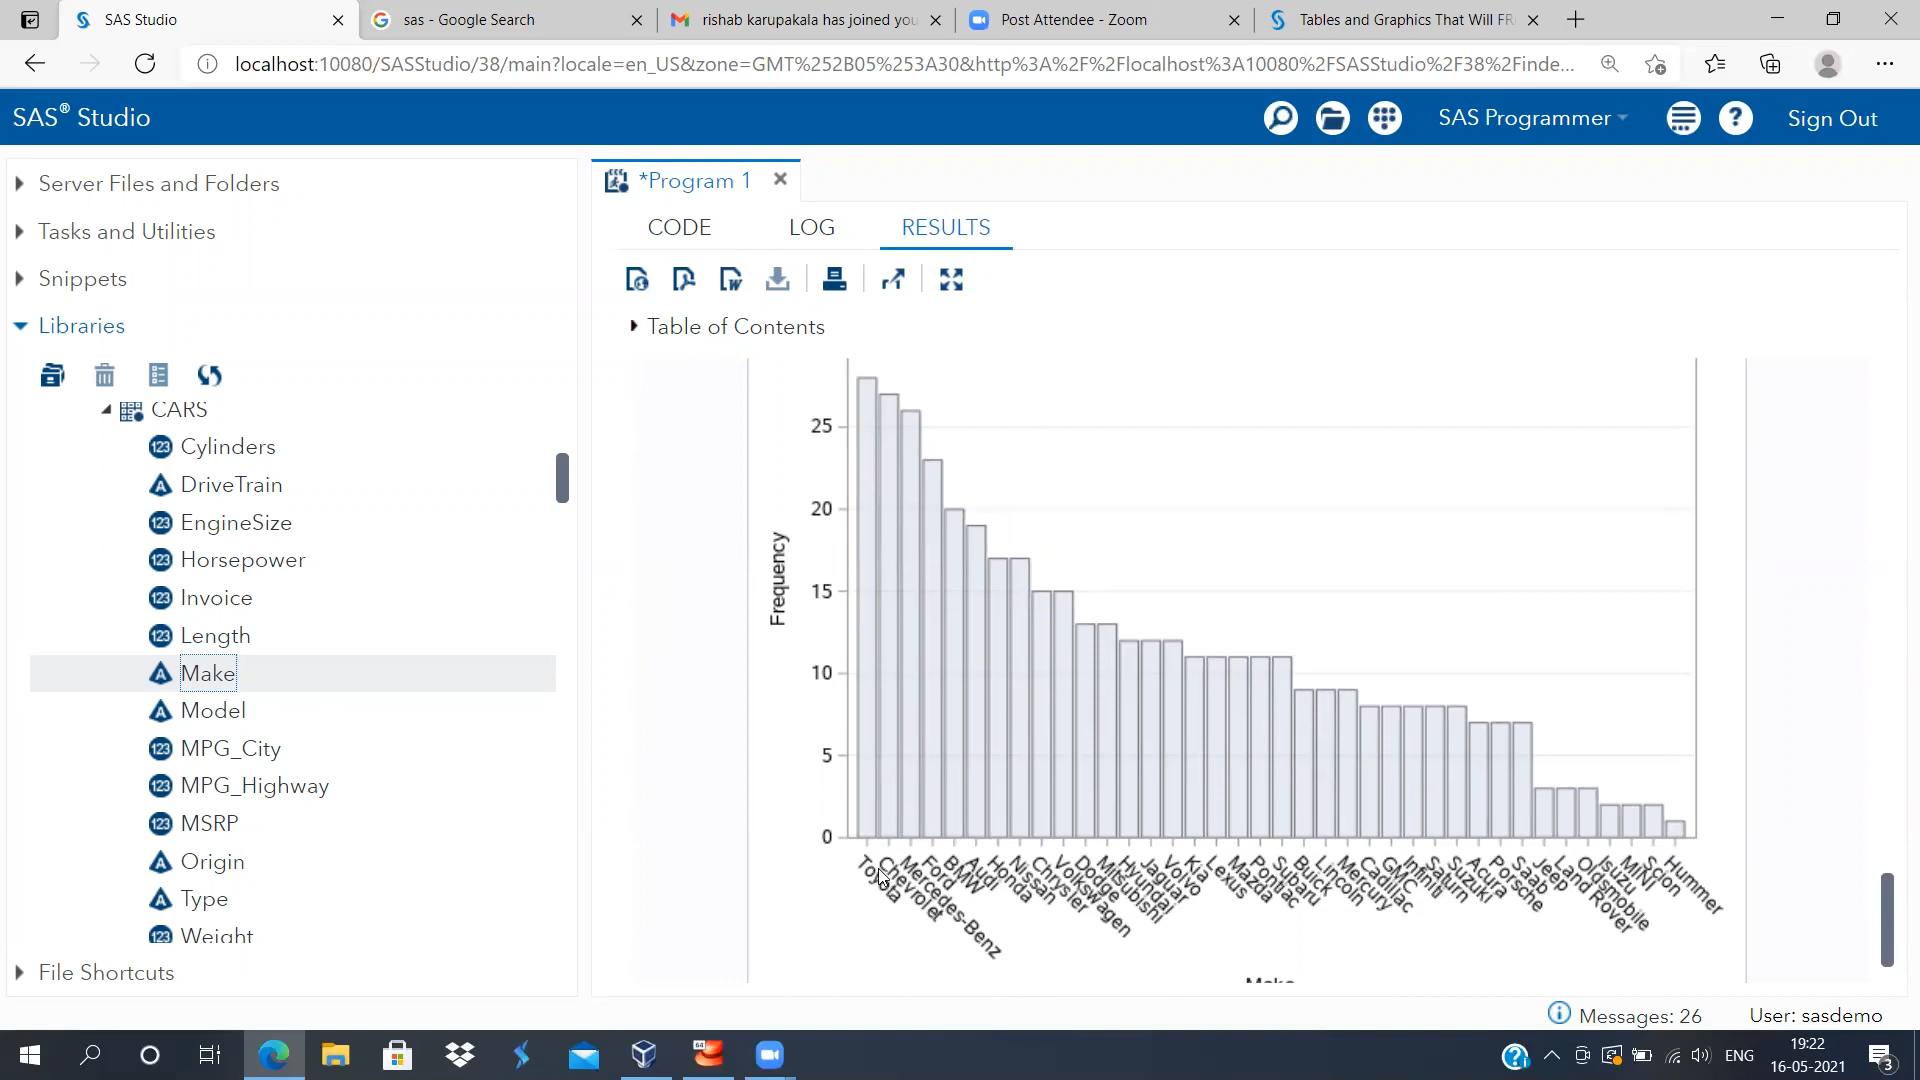 SAS Studio
sas - Google Search
rishab karupakala has joined you
Post Attendee - Zoom
Tables and Graphics That Will FR
localhost:10080/SASStudio/38/main?locale=en_US&zone=GMT%252B05%253A30&http%3A%2F%2Flocalhost%3A10080%2FSASStudio%2F38%2Finde...
SAS® Studio
SAS Programmer
Sign Out
Server Files and Folders
Tasks and Utilities
Snippets
Libraries
CARS
Cylinders
DriveTrain
EngineSize
Horsepower
Invoice
Length
Make
Model
MPG_City
MPG_Highway
MSRP
Origin
Type
Weight
File Shortcuts
*Program 1
CODE
LOG
RESULTS
Table of Contents
Frequency
25
20
15
10
5
0
Toyota
Chevrolet
Mercedes-Benz
Ford
BMW
Audi
Honda
Nissan
Chrysler
Volkswagen
Dodge
Mitsubishi
Hyundai
Jaguar
Volvo
Kia
Lexus
Mazda
Pontiac
Subaru
Buick
Lincoln
Mercury
Cadillac
GMC
Infiniti
Saturn
Suzuki
Acura
Porsche
Saab
Jeep
Land Rover
Oldsmobile
Isuzu
MINI
Scion
Hummer
Make
Messages: 26
User: sasdemo
64
ENG
19:22
16-05-2021
3